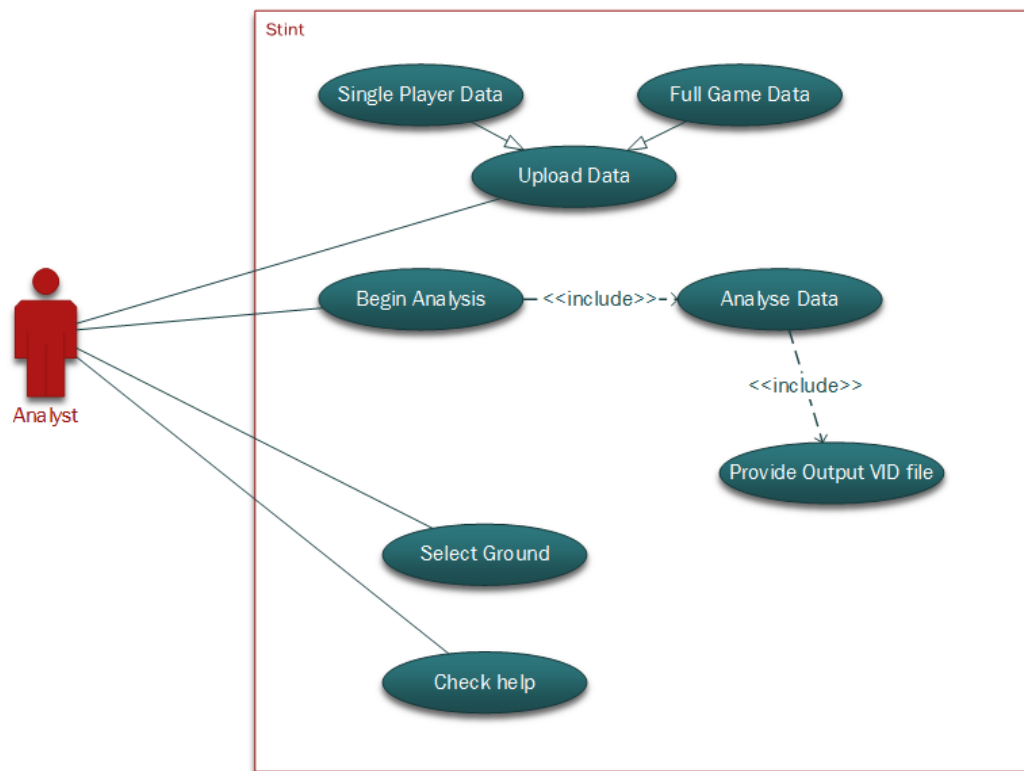 Stint
Single Player Data
Full Game Data
Upload Data
Begin Analysis
<<include>>
Analyse Data
<<include>>
Analyst
Provide Output VID file
Select Ground
Check help